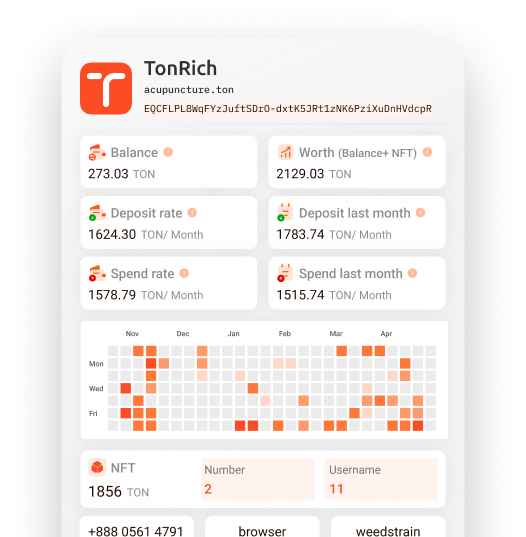 TonRich
acupuncture.ton
EQCFLPL8WqFYzJuftSDrO-dxtK5JRt1zNK6PziXuDnHVdcpR
Balance
Worth (Balance+ NFT)
273.03 TON
2129.03 TON
Deposit rate
Deposit last month
1624.30 TON/ Month
1783.74 TON/ Month
Spend rate
Spend last month
1578.79 TON/ Month
1515.74 TON/ Month
Nov Dec Jan Feb Mar Apr
Mon
Wed
Fri
NFT
Number
Username
1856 TON
2
11
+888 0561 4791
browser
weedstrain